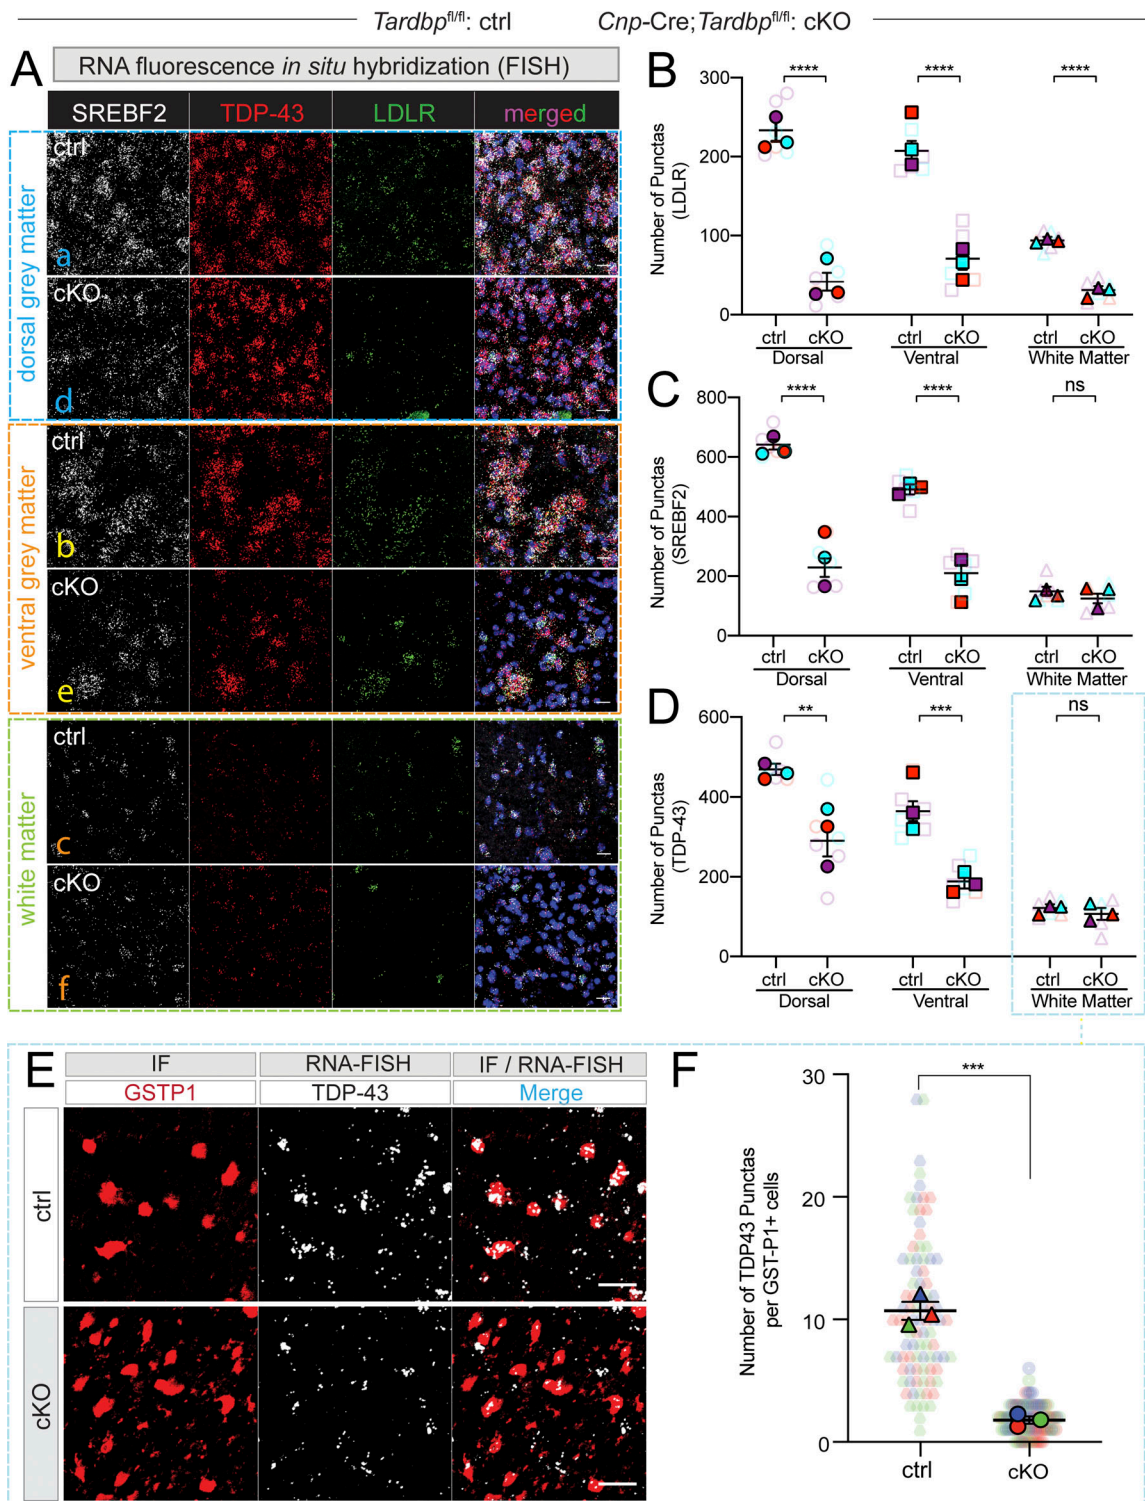 Tardbp^fl/fl: ctrl Cnp-Cre;Tardbp^fl/fl: cKO
A
RNA fluorescence in situ hybridization (FISH)
SREBF2 TDP-43 LDLR merged
dorsal grey matter
ctrl
a
cKO
d
ventral grey matter
ctrl
b
cKO
e
white matter
ctrl
c
cKO
f
B
Number of Punctas
(LDLR)
300
200
100
0
**** **** ****
ctrl cKO ctrl cKO ctrl cKO
Dorsal Ventral White Matter
C
Number of Punctas
(SREBF2)
800
600
400
200
0
**** **** ns
ctrl cKO ctrl cKO ctrl cKO
Dorsal Ventral White Matter
D
Number of Punctas
(TDP-43)
600
400
200
0
** *** ns
ctrl cKO ctrl cKO ctrl cKO
Dorsal Ventral White Matter
E
IF RNA-FISH IF / RNA-FISH
GSTP1 TDP-43 Merge
ctrl
cKO
F
Number of TDP43 Punctas
per GST-P1+ cells
30
20
10
0
***
ctrl cKO